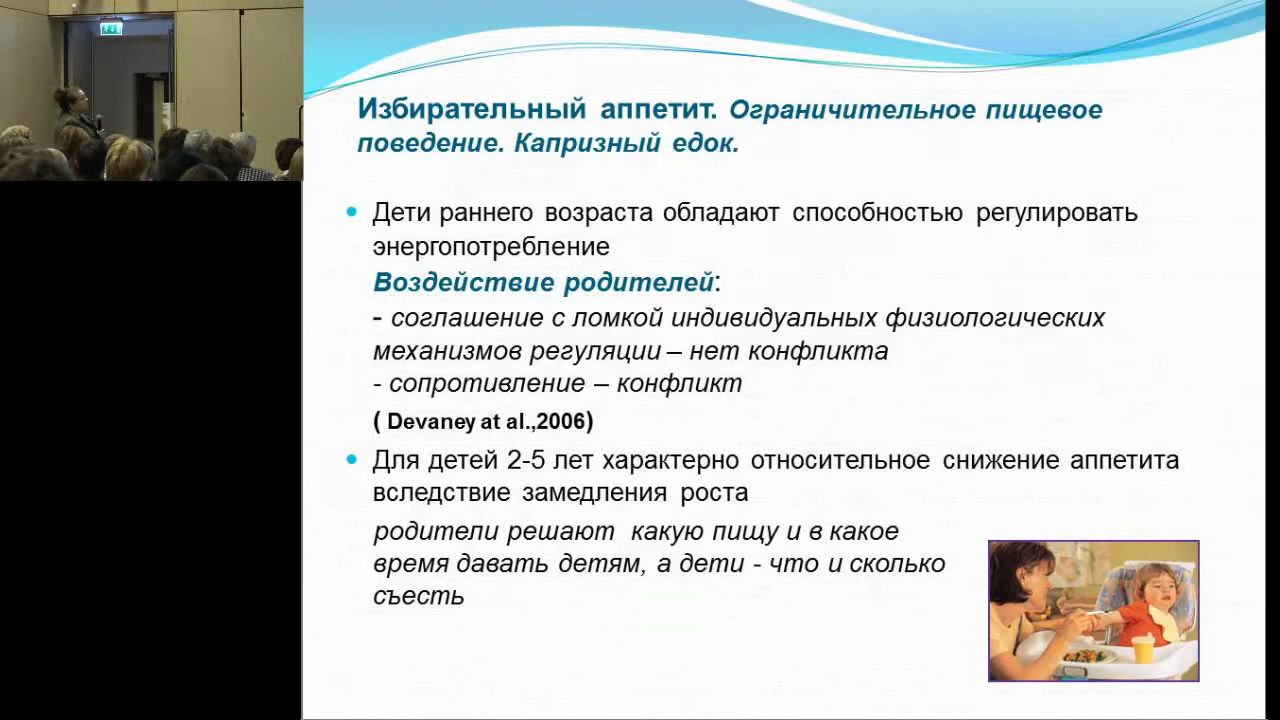 Избирательный аппетит. Ограничительное пищевое
поведение. Капризный едок.
Дети раннего возраста обладают способностью регулировать
энергопотребление
Воздействие родителей:
- соглашение с ломкой индивидуальных физиологических
механизмов регуляции – нет конфликта
- сопротивление – конфликт
( Devaney at al.,2006)
Для детей 2-5 лет характерно относительное снижение аппетита
вследствие замедления роста
родители решают какую пищу и в какое
время давать детям, а дети - что и сколько
съесть